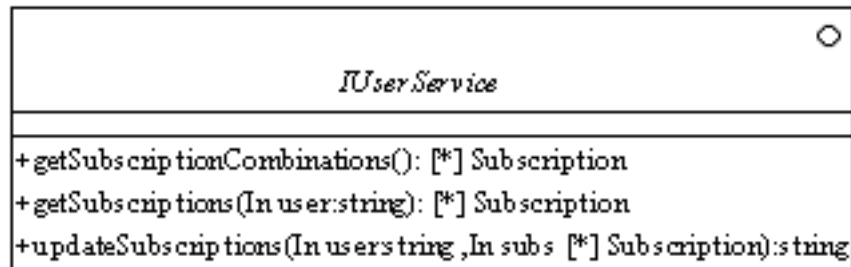 IUserService
+getSubscriptionCombinations(): [*] Subscription
+getSubscriptions(In user:string): [*] Subscription
+updateSubscriptions(In user:string ,In subs [*] Subscription):string